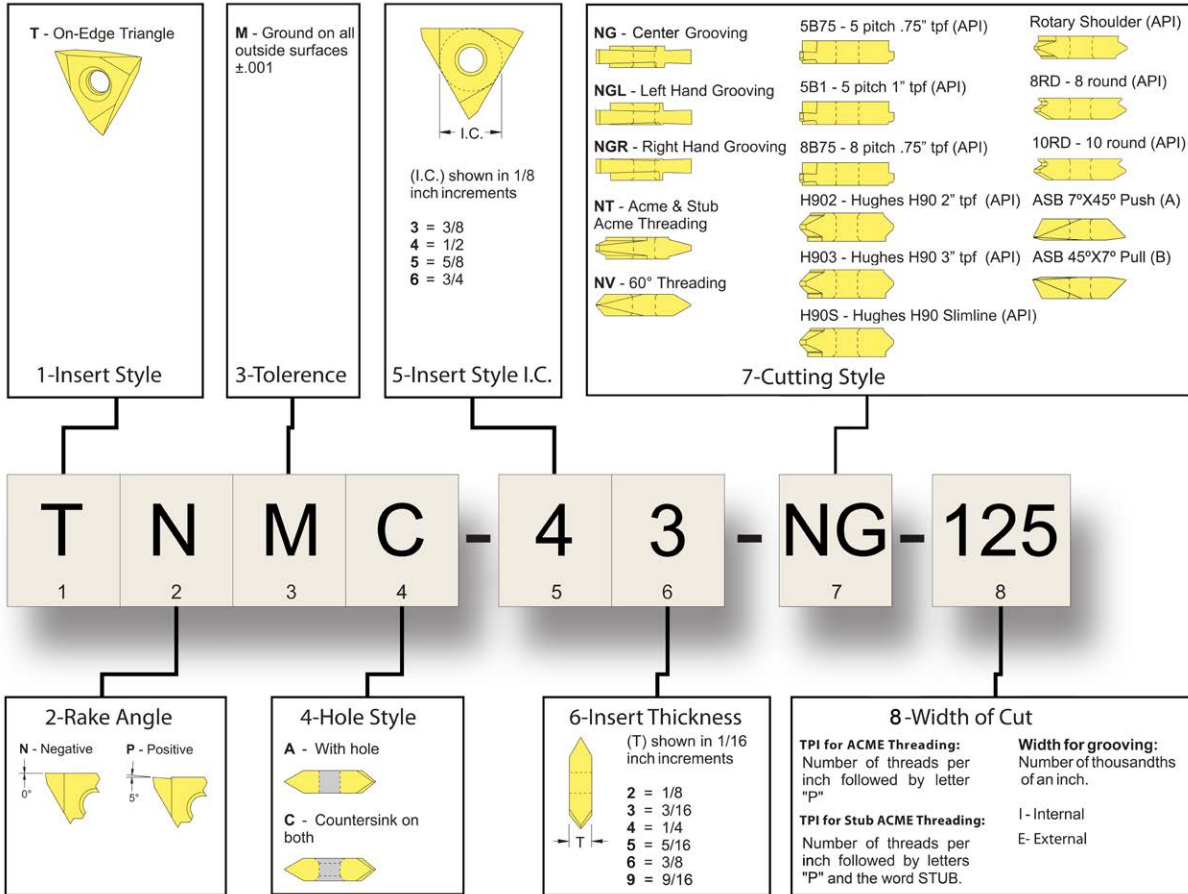 T - On-Edge Triangle
1-Insert Style
M - Ground on all
outside surfaces
±.001
3-Tolerence
I.C.
(I.C.) shown in 1/8
inch increments
3 = 3/8
4 = 1/2
5 = 5/8
6 = 3/4
5-Insert Style I.C.
NG - Center Grooving
NGL - Left Hand Grooving
NGR - Right Hand Grooving
NT - Acme & Stub
Acme Threading
NV - 60° Threading
5B75 - 5 pitch .75" tpf (API)
5B1 - 5 pitch 1" tpf (API)
8B75 - 8 pitch .75" tpf (API)
H902 - Hughes H90 2" tpf (API)
H903 - Hughes H90 3" tpf (API)
H90S - Hughes H90 Slimline (API)
Rotary Shoulder (API)
8RD - 8 round (API)
10RD - 10 round (API)
ASB 7ºX45º Push (A)
ASB 45ºX7º Pull (B)
7-Cutting Style
T N M C - 4 3 - NG - 125
1 2 3 4 5 6 7 8
2-Rake Angle
N - Negative
0°
P - Positive
5°
4-Hole Style
A - With hole
C - Countersink on
both
6-Insert Thickness
T
(T) shown in 1/16
inch increments
2 = 1/8
3 = 3/16
4 = 1/4
5 = 5/16
6 = 3/8
9 = 9/16
8-Width of Cut
TPI for ACME Threading:
Number of threads per
inch followed by letter
"P"
TPI for Stub ACME Threading:
Number of threads per
inch followed by letters
"P" and the word STUB.
Width for grooving:
Number of thousandths
of an inch.
I - Internal
E- External